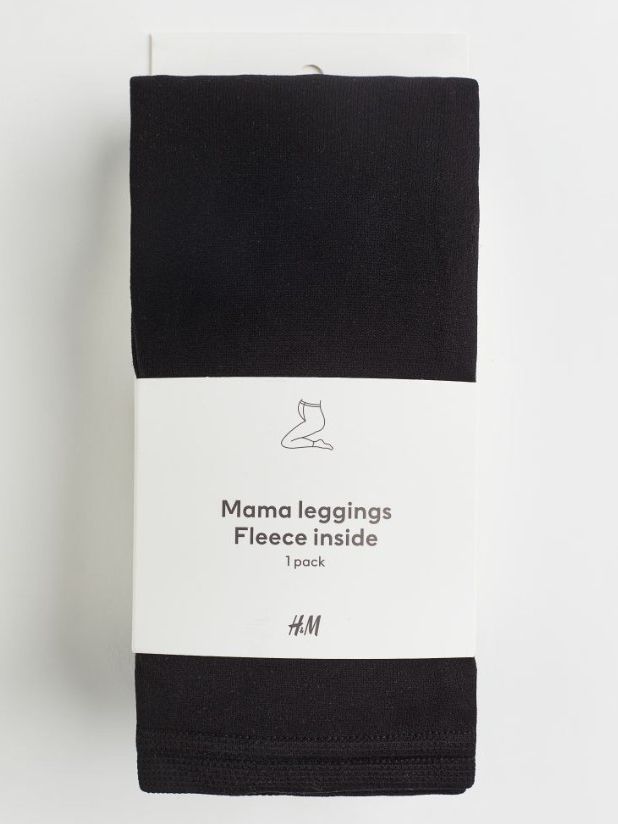 Mama leggings
Fleece inside
1 pack
H&M